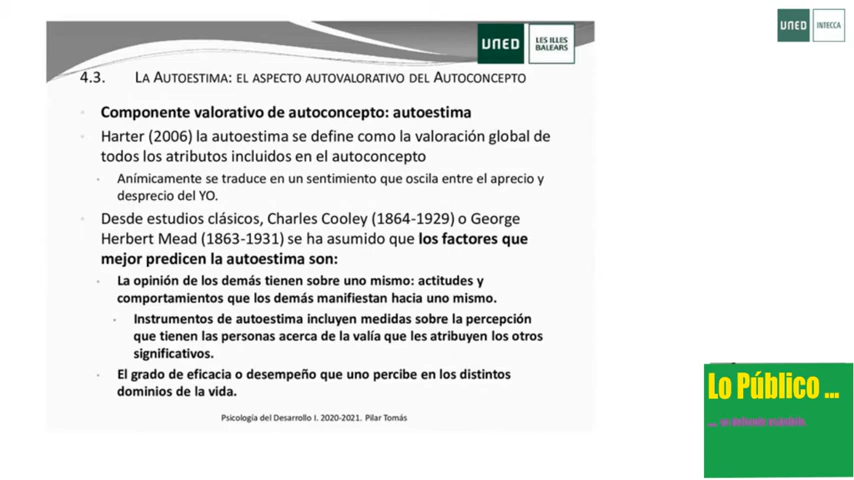 UNED
LES ILLES
BALEARS
UNED
INTECCA
4.3. LA AUTOESTIMA: EL ASPECTO AUTOVALORATIVO DEL AUTOCONCEPTO
Componente valorativo de autoconcepto: autoestima
Harter (2006) la autoestima se define como la valoración global de
todos los atributos incluidos en el autoconcepto
Anímicamente se traduce en un sentimiento que oscila entre el aprecio y
desprecio del YO.
Desde estudios clásicos, Charles Cooley (1864-1929) o George
Herbert Mead (1863-1931) se ha asumido que los factores que
mejor predicen la autoestima son:
La opinión de los demás tienen sobre uno mismo: actitudes y
comportamientos que los demás manifiestan hacia uno mismo.
Instrumentos de autoestima incluyen medidas sobre la percepción
que tienen las personas acerca de la valía que les atribuyen los otros
significativos.
El grado de eficacia o desempeño que uno percibe en los distintos
dominios de la vida.
Psicología del Desarrollo I. 2020-2021. Pilar Tomás
Lo Público ...